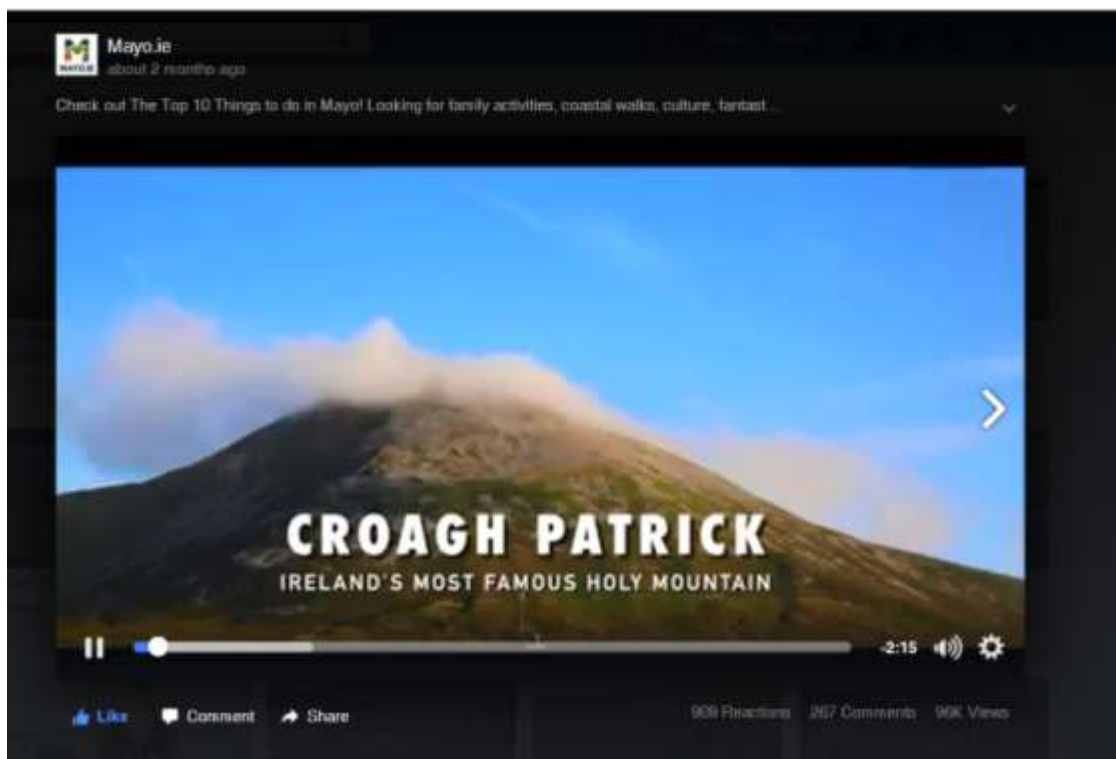 Mayo.ie
about 2 months ago
MAYO.IE
Check out The Top 10 Things to do in Mayo! Looking for family activities, coastal walks, culture, fantast...
CROAGH PATRICK
IRELAND'S MOST FAMOUS HOLY MOUNTAIN
-2:15
Like Comment Share 909 Reactions 267 Comments 96K Views